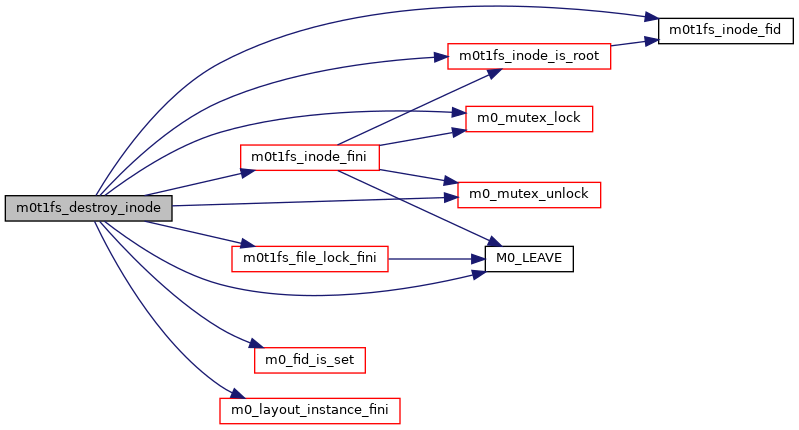 m0t1fs_inode_fid
m0t1fs_inode_is_root
m0_mutex_lock
m0t1fs_inode_fini
m0_mutex_unlock
m0t1fs_destroy_inode
m0t1fs_file_lock_fini
M0_LEAVE
m0_fid_is_set
m0_layout_instance_fini